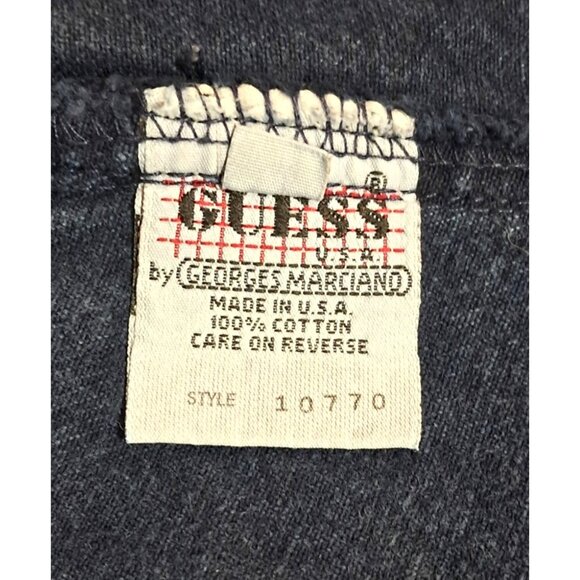 ®
GUESS
U.S.A.
by GEORGES MARCIANO
MADE IN U.S.A.
100% COTTON
CARE ON REVERSE
STYLE 10770